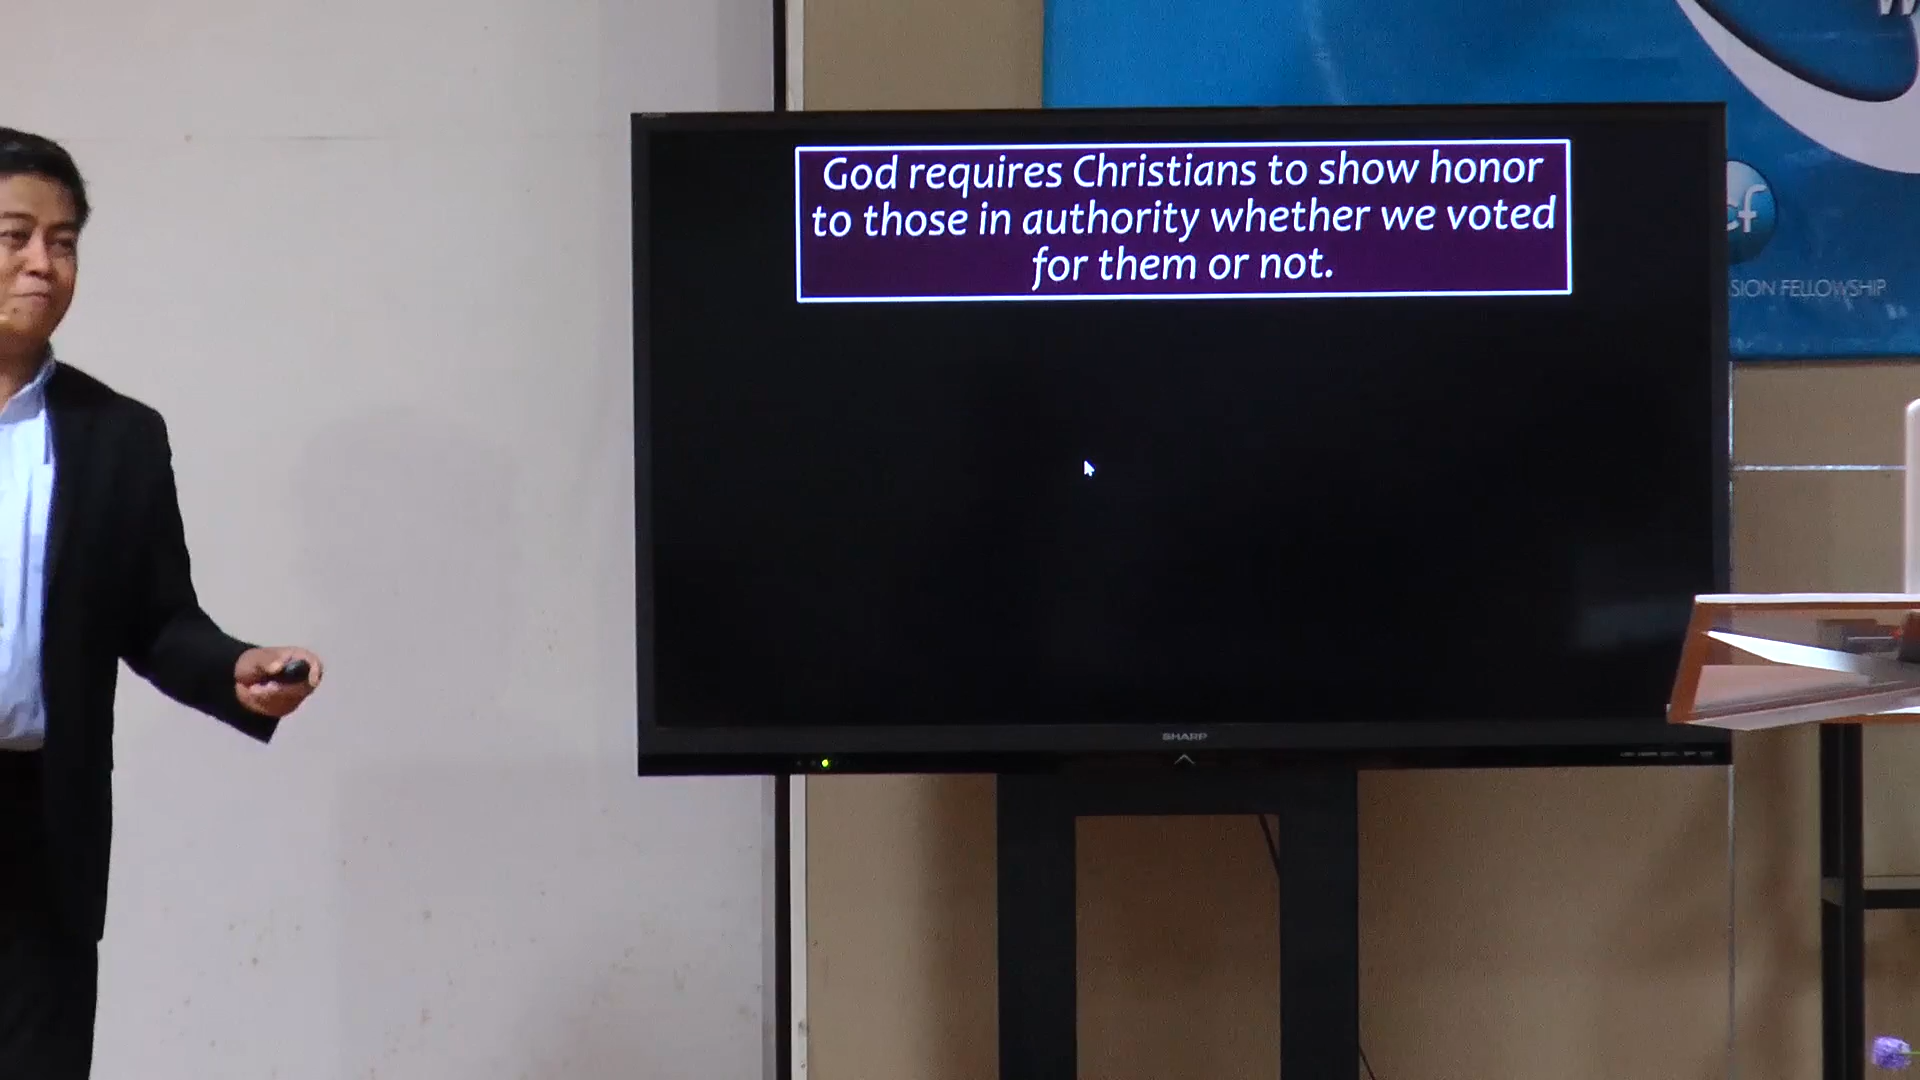 God requires Christians to show honor
to those in authority whether we voted
for them or not.
cf
SION FELLOWSHIP
SHARP